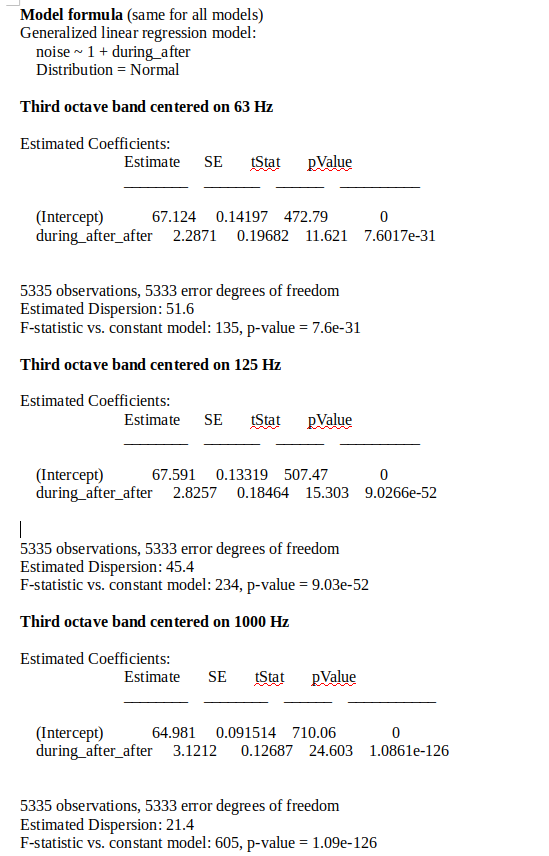 Model formula (same for all models)
Generalized linear regression model:
noise ~ 1 + during_after
Distribution = Normal
Third octave band centered on 63 Hz
Estimated Coefficients:
Estimate SE tStat pValue
(Intercept) 67.124 0.14197 472.79 0
during_after_after 2.2871 0.19682 11.621 7.6017e-31
5335 observations, 5333 error degrees of freedom
Estimated Dispersion: 51.6
F-statistic vs. constant model: 135, p-value = 7.6e-31
Third octave band centered on 125 Hz
Estimated Coefficients:
Estimate SE tStat pValue
(Intercept) 67.591 0.13319 507.47 0
during_after_after 2.8257 0.18464 15.303 9.0266e-52
5335 observations, 5333 error degrees of freedom
Estimated Dispersion: 45.4
F-statistic vs. constant model: 234, p-value = 9.03e-52
Third octave band centered on 1000 Hz
Estimated Coefficients:
Estimate SE tStat pValue
(Intercept) 64.981 0.091514 710.06 0
during_after_after 3.1212 0.12687 24.603 1.0861e-126
5335 observations, 5333 error degrees of freedom
Estimated Dispersion: 21.4
F-statistic vs. constant model: 605, p-value = 1.09e-126